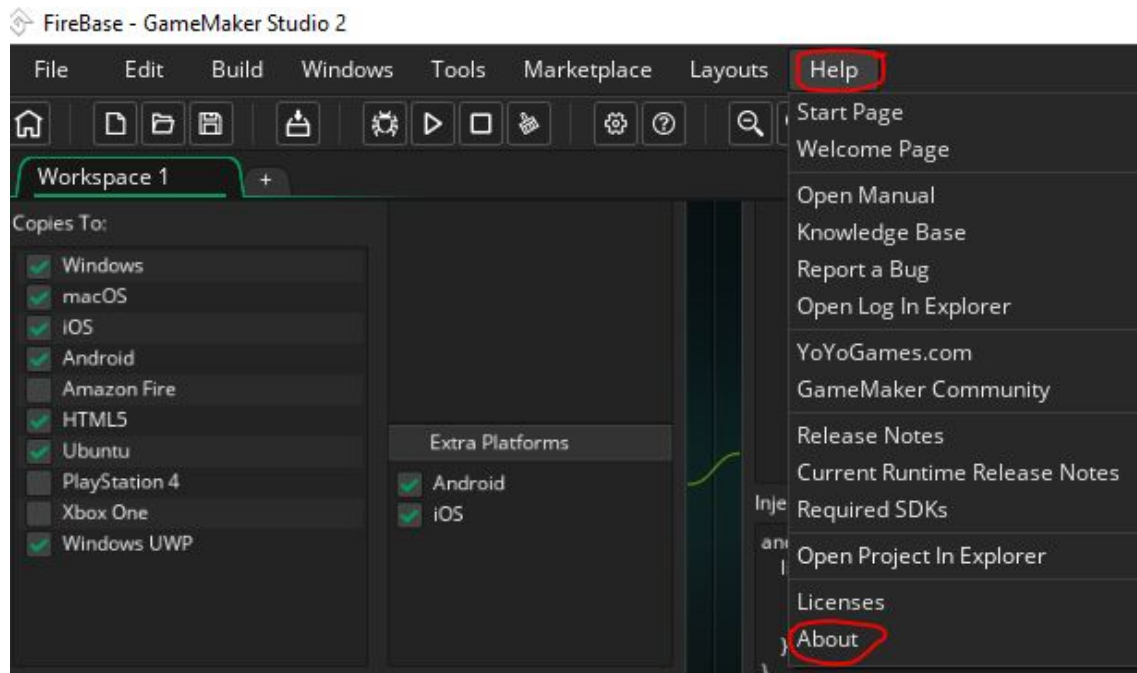 FireBase - GameMaker Studio 2
File Edit Build Windows Tools Marketplace Layouts Help
Workspace 1 +
Copies To:
Windows
macOS
iOS
Android
Amazon Fire
HTML5
Ubuntu
PlayStation 4
Xbox One
Windows UWP
Extra Platforms
Android
iOS
Start Page
Welcome Page
Open Manual
Knowledge Base
Report a Bug
Open Log In Explorer
YoYoGames.com
GameMaker Community
Release Notes
Current Runtime Release Notes
Required SDKs
Open Project In Explorer
Licenses
About
}